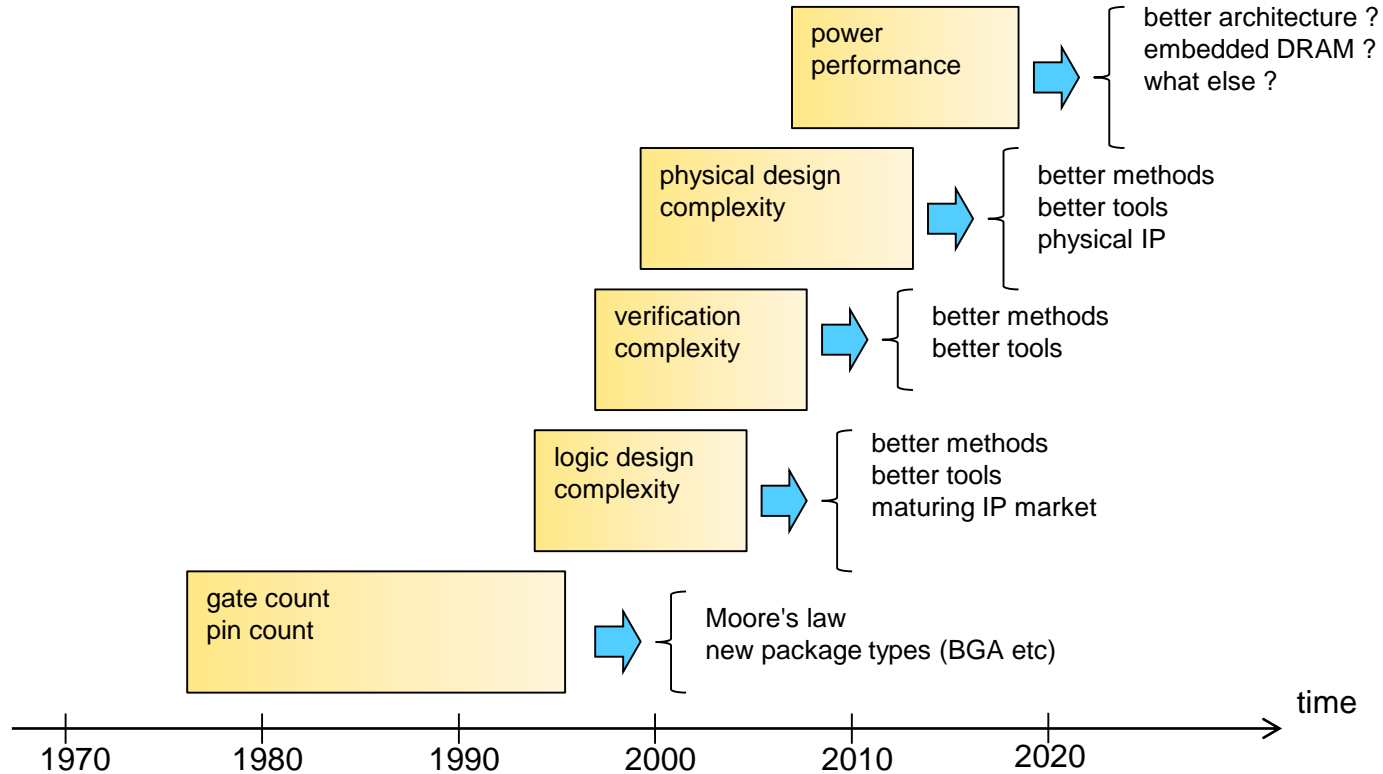 power
performance
better architecture ?
embedded DRAM ?
what else ?
physical design
complexity
better methods
better tools
physical IP
verification
complexity
better methods
better tools
logic design
complexity
better methods
better tools
maturing IP market
gate count
pin count
Moore's law
new package types (BGA etc)
time
1970 1980 1990 2000 2010 2020